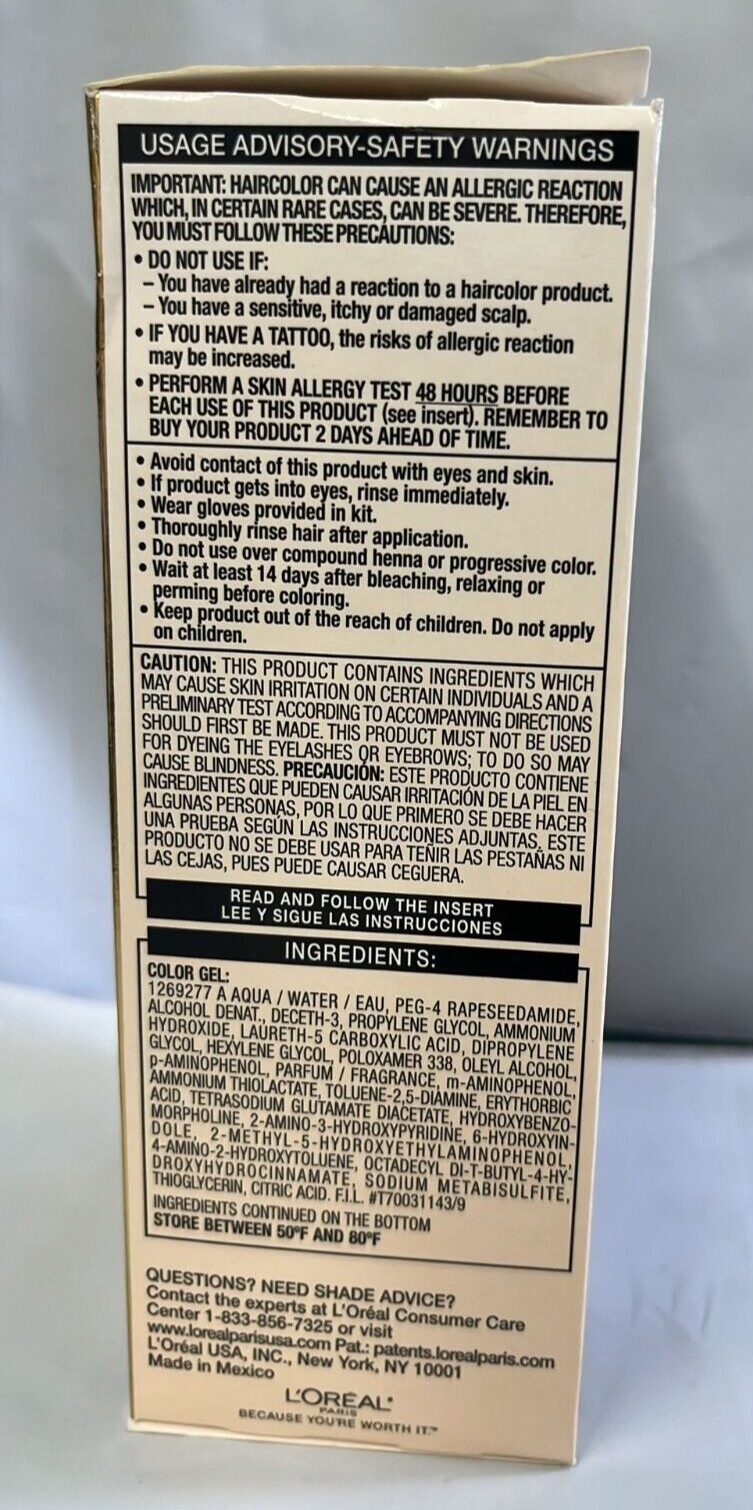 USAGE ADVISORY-SAFETY WARNINGS
IMPORTANT: HAIRCOLOR CAN CAUSE AN ALLERGIC REACTION
WHICH, IN CERTAIN RARE CASES, CAN BE SEVERE. THEREFORE,
YOU MUST FOLLOW THESE PRECAUTIONS:
• DO NOT USE IF:
– You have already had a reaction to a haircolor product.
– You have a sensitive, itchy or damaged scalp.
• IF YOU HAVE A TATTOO, the risks of allergic reaction
may be increased.
• PERFORM A SKIN ALLERGY TEST 48 HOURS BEFORE
EACH USE OF THIS PRODUCT (see insert). REMEMBER TO
BUY YOUR PRODUCT 2 DAYS AHEAD OF TIME.
• Avoid contact of this product with eyes and skin.
• If product gets into eyes, rinse immediately.
• Wear gloves provided in kit.
• Thoroughly rinse hair after application.
• Do not use over compound henna or progressive color.
• Wait at least 14 days after bleaching, relaxing or
perming before coloring.
• Keep product out of the reach of children. Do not apply
on children.
CAUTION: THIS PRODUCT CONTAINS INGREDIENTS WHICH
MAY CAUSE SKIN IRRITATION ON CERTAIN INDIVIDUALS AND A
PRELIMINARY TEST ACCORDING TO ACCOMPANYING DIRECTIONS
SHOULD FIRST BE MADE. THIS PRODUCT MUST NOT BE USED
FOR DYEING THE EYELASHES OR EYEBROWS; TO DO SO MAY
CAUSE BLINDNESS. PRECAUCIÓN: ESTE PRODUCTO CONTIENE
INGREDIENTES QUE PUEDEN CAUSAR IRRITACIÓN DE LA PIEL EN
ALGUNAS PERSONAS, POR LO QUE PRIMERO SE DEBE HACER
UNA PRUEBA SEGÚN LAS INSTRUCCIONES ADJUNTAS. ESTE
PRODUCTO NO SE DEBE USAR PARA TEÑIR LAS PESTAÑAS NI
LAS CEJAS, PUES PUEDE CAUSAR CEGUERA.
READ AND FOLLOW THE INSERT
LEE Y SIGUE LAS INSTRUCCIONES
INGREDIENTS:
COLOR GEL:
1269277 A AQUA / WATER / EAU, PEG-4 RAPESEEDAMIDE,
ALCOHOL DENAT., DECETH-3, PROPYLENE GLYCOL, AMMONIUM
HYDROXIDE, LAURETH-5 CARBOXYLIC ACID, DIPROPYLENE
GLYCOL, HEXYLENE GLYCOL, POLOXAMER 338, OLEYL ALCOHOL,
p-AMINOPHENOL, PARFUM / FRAGRANCE, m-AMINOPHENOL,
AMMONIUM THIOLACTATE, TOLUENE-2,5-DIAMINE, ERYTHORBIC
ACID, TETRASODIUM GLUTAMATE DIACETATE, HYDROXYBENZO-
MORPHOLINE, 2-AMINO-3-HYDROXYPYRIDINE, 6-HYDROXYIN-
DOLE, 2-METHYL-5-HYDROXYETHYLAMINOPHENOL,
4-AMINO-2-HYDROXYTOLUENE, OCTADECYL DI-T-BUTYL-4-HY-
DROXYHYDROCINNAMATE, SODIUM METABISULFITE,
THIOGLYCERIN, CITRIC ACID. F.I.L. #T70031143/9
INGREDIENTS CONTINUED ON THE BOTTOM
STORE BETWEEN 50°F AND 80°F
QUESTIONS? NEED SHADE ADVICE?
Contact the experts at L'Oréal Consumer Care
Center 1-833-856-7325 or visit
www.lorealparisusa.com Pat.: patents.lorealparis.com
L'Oréal USA, INC., New York, NY 10001
Made in Mexico
L'ORÉAL®
PARIS
BECAUSE YOU'RE WORTH IT.™